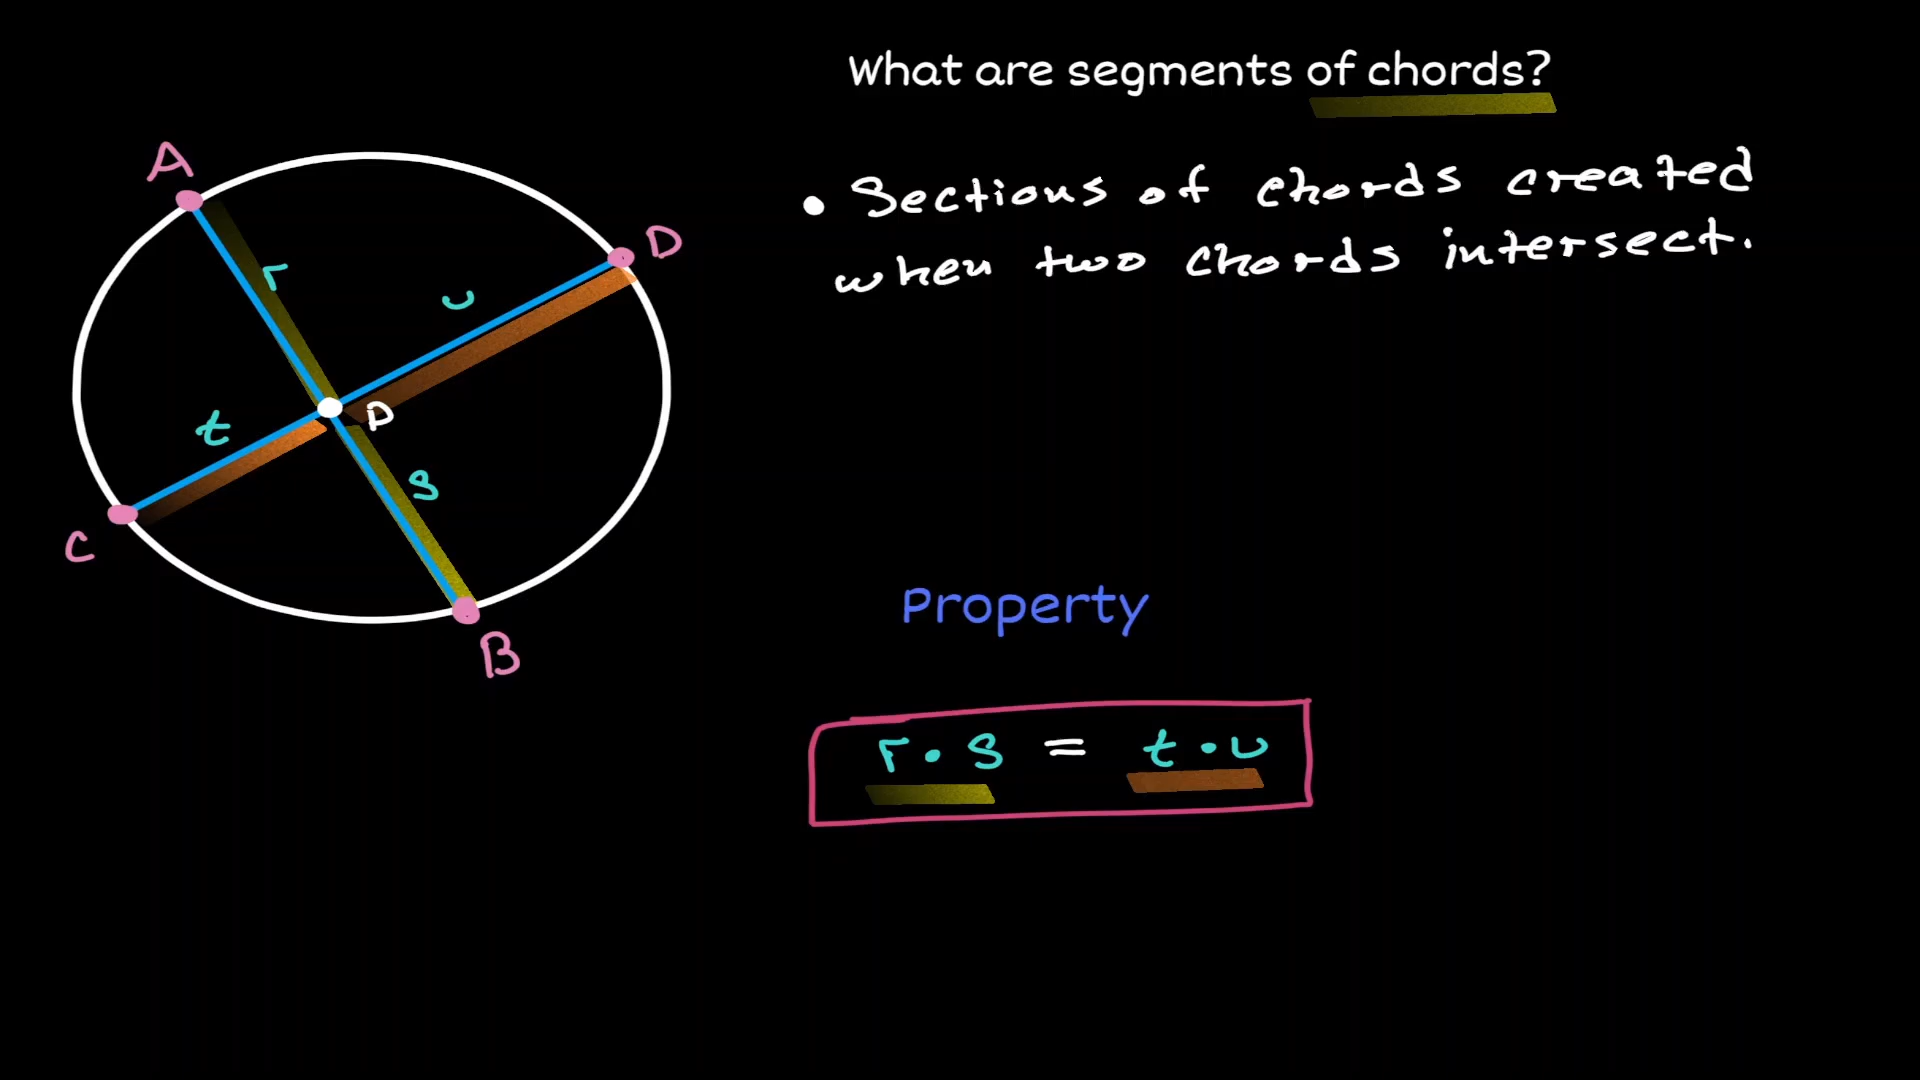 What are segments of chords?
• Sections of chords created
when two chords intersect.
A
D
r
u
P
t
s
C
B
Property
r • s = t • u